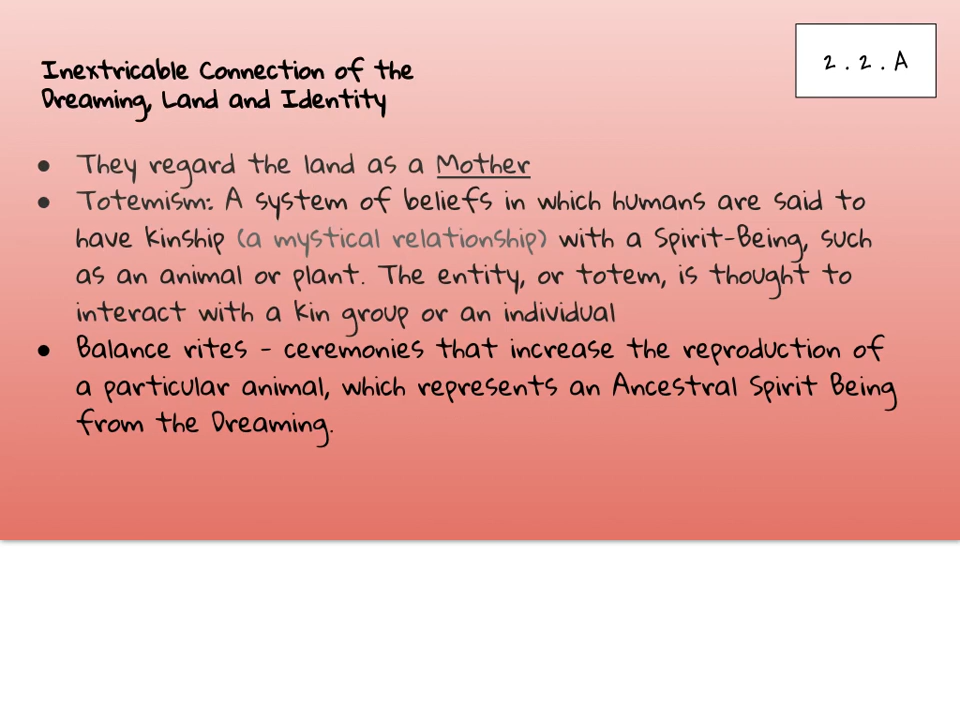 Inextricable Connection of the
Dreaming, Land and Identity
2.2.A
● They regard the land as a Mother
● Totemism: A system of beliefs in which humans are said to
have kinship (a mystical relationship) with a Spirit-Being, such
as an animal or plant. The entity, or totem, is thought to
interact with a kin group or an individual
● Balance rites - ceremonies that increase the reproduction of
a particular animal, which represents an Ancestral Spirit Being
from the Dreaming.